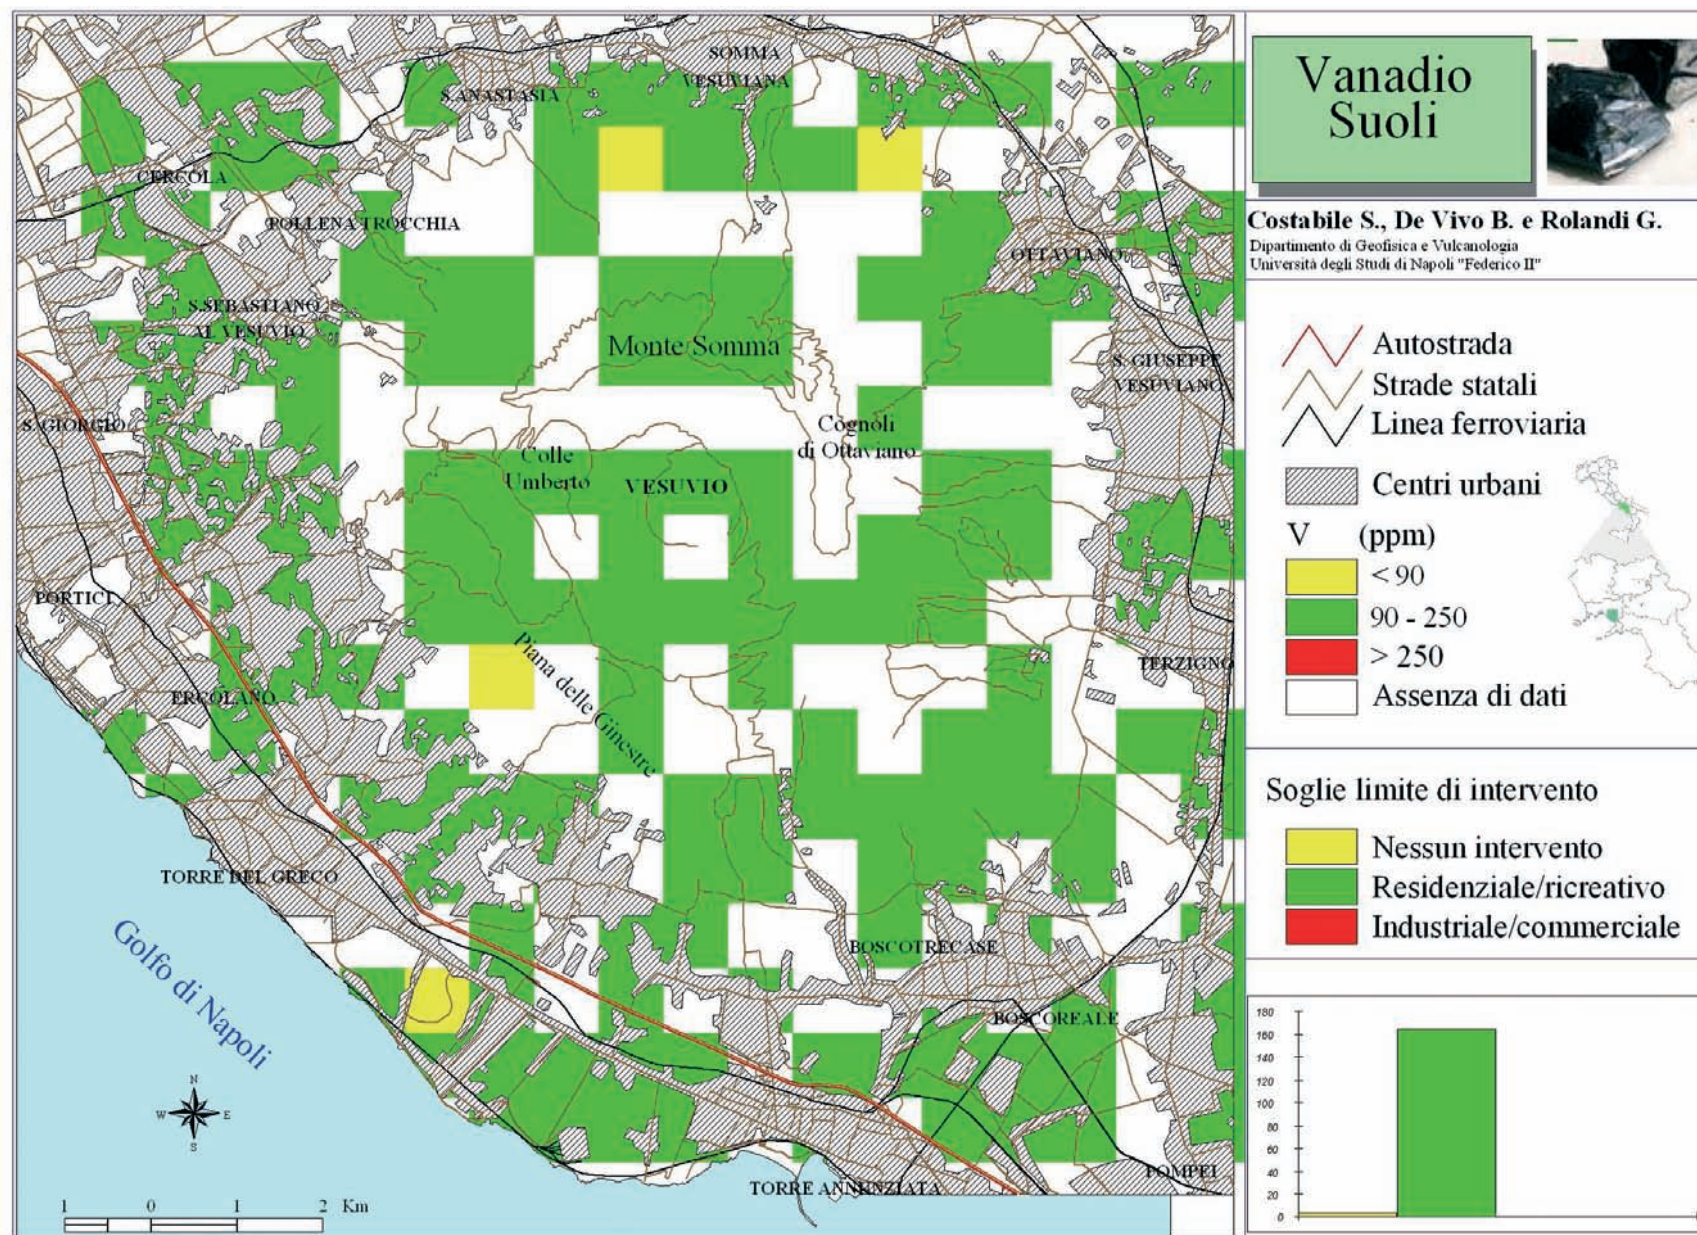 SOMMA
VESUVIANA
S.ANASTASIA
CERCOLA
POLLENA TROCCHIA
OTTAVIANO
S.SEBASTIANO
AL VESUVIO
Monte Somma
S. GIUSEPPE
VESUVIANO
S. GIORGIO
Cognoli
di Ottaviano
Colle
Umberto
VESUVIO
PORTICI
Piana delle Ginestre
TERZIGNO
ERCOLANO
TORRE DEL GRECO
Golfo di Napoli
BOSCOTRECASE
BOSCOREALE
POMPEI
TORRE ANNUNZIATA
N
W E
S
1 0 1 2 Km
Vanadio
Suoli
Costabile S., De Vivo B. e Rolandi G.
Dipartimento di Geofisica e Vulcanologia
Università degli Studi di Napoli "Federico II"
Autostrada
Strade statali
Linea ferroviaria
Centri urbani
V (ppm)
< 90
90 - 250
> 250
Assenza di dati
Soglie limite di intervento
Nessun intervento
Residenziale/ricreativo
Industriale/commerciale
180
160
140
120
100
80
60
40
20
0